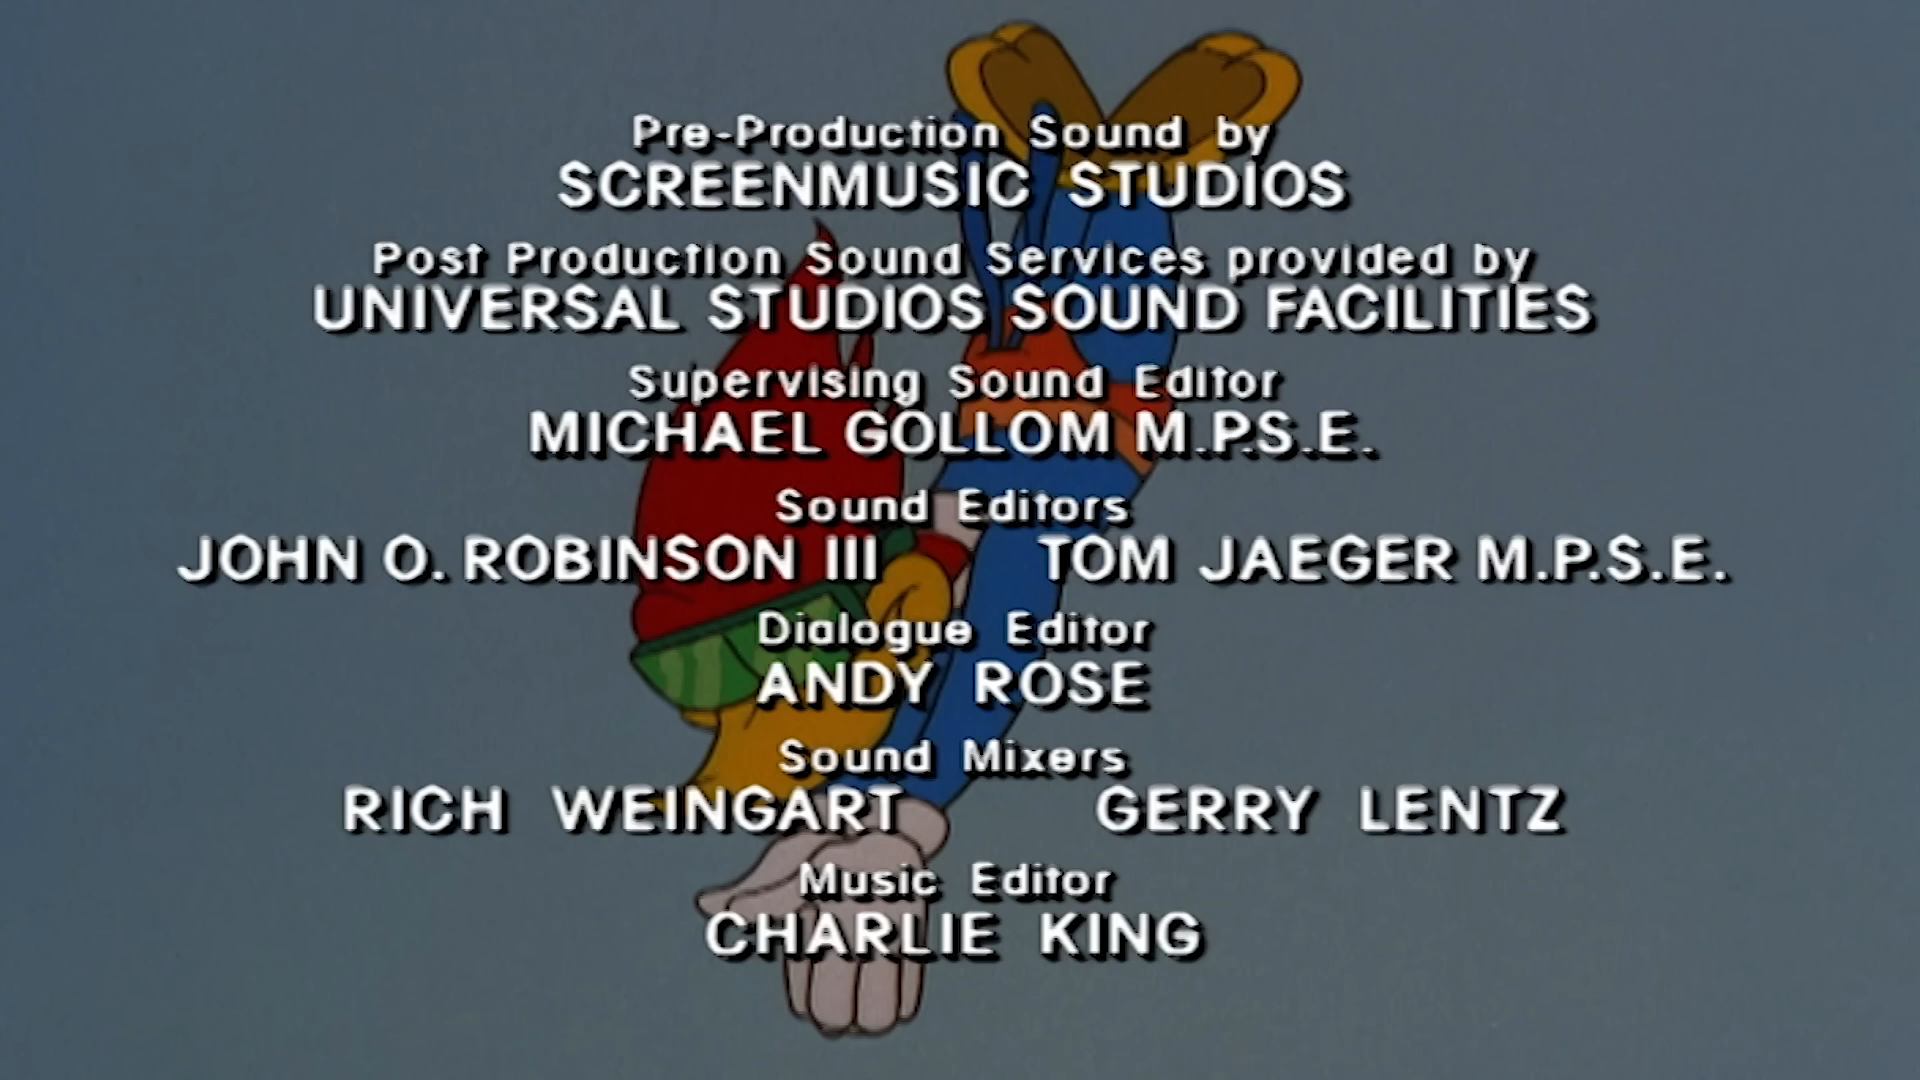 Pre-Production Sound by
SCREENMUSIC STUDIOS
Post Production Sound Services provided by
UNIVERSAL STUDIOS SOUND FACILITIES
Supervising Sound Editor
MICHAEL GOLLOM M.P.S.E.
Sound Editors
JOHN O. ROBINSON III TOM JAEGER M.P.S.E.
Dialogue Editor
ANDY ROSE
Sound Mixers
RICH WEINGART GERRY LENTZ
Music Editor
CHARLIE KING